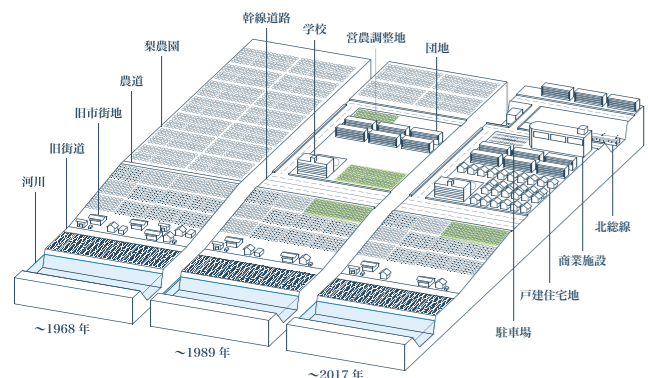 幹線道路
学校
営農調整地
団地
梨農園
農道
旧市街地
旧街道
河川
北総線
商業施設
戸建住宅地
駐車場
〜1968 年
〜1989 年
〜2017 年